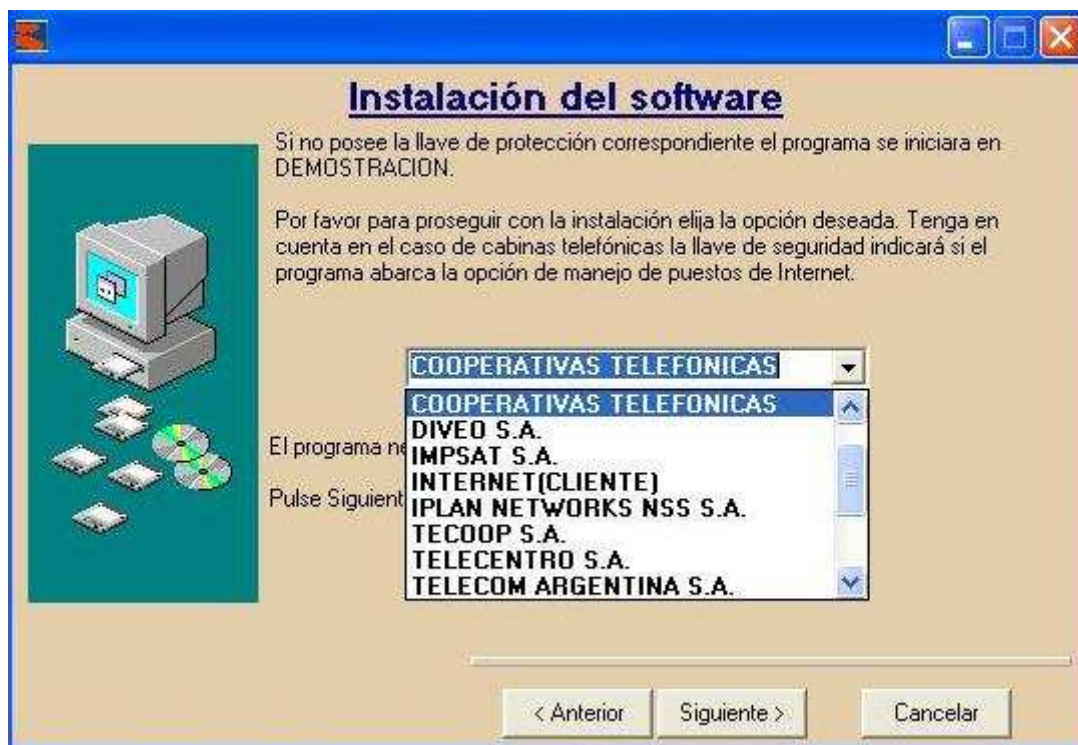 Instalación del software
Si no posee la llave de protección correspondiente el programa se iniciara en
DEMOSTRACION.
Por favor para proseguir con la instalación elija la opción deseada. Tenga en
cuenta en el caso de cabinas telefónicas la llave de seguridad indicará si el
programa abarca la opción de manejo de puestos de Internet.
COOPERATIVAS TELEFONICAS
COOPERATIVAS TELEFONICAS
DIVEO S.A.
El programa
IMPSAT S.A.
INTERNET(CLIENTE)
Pulse
IPLAN NETWORKS NSS S.A.
TECOOP S.A.
TELECENTRO S.A.
TELECOM ARGENTINA S.A.
< Anterior
Siguiente >
Cancelar